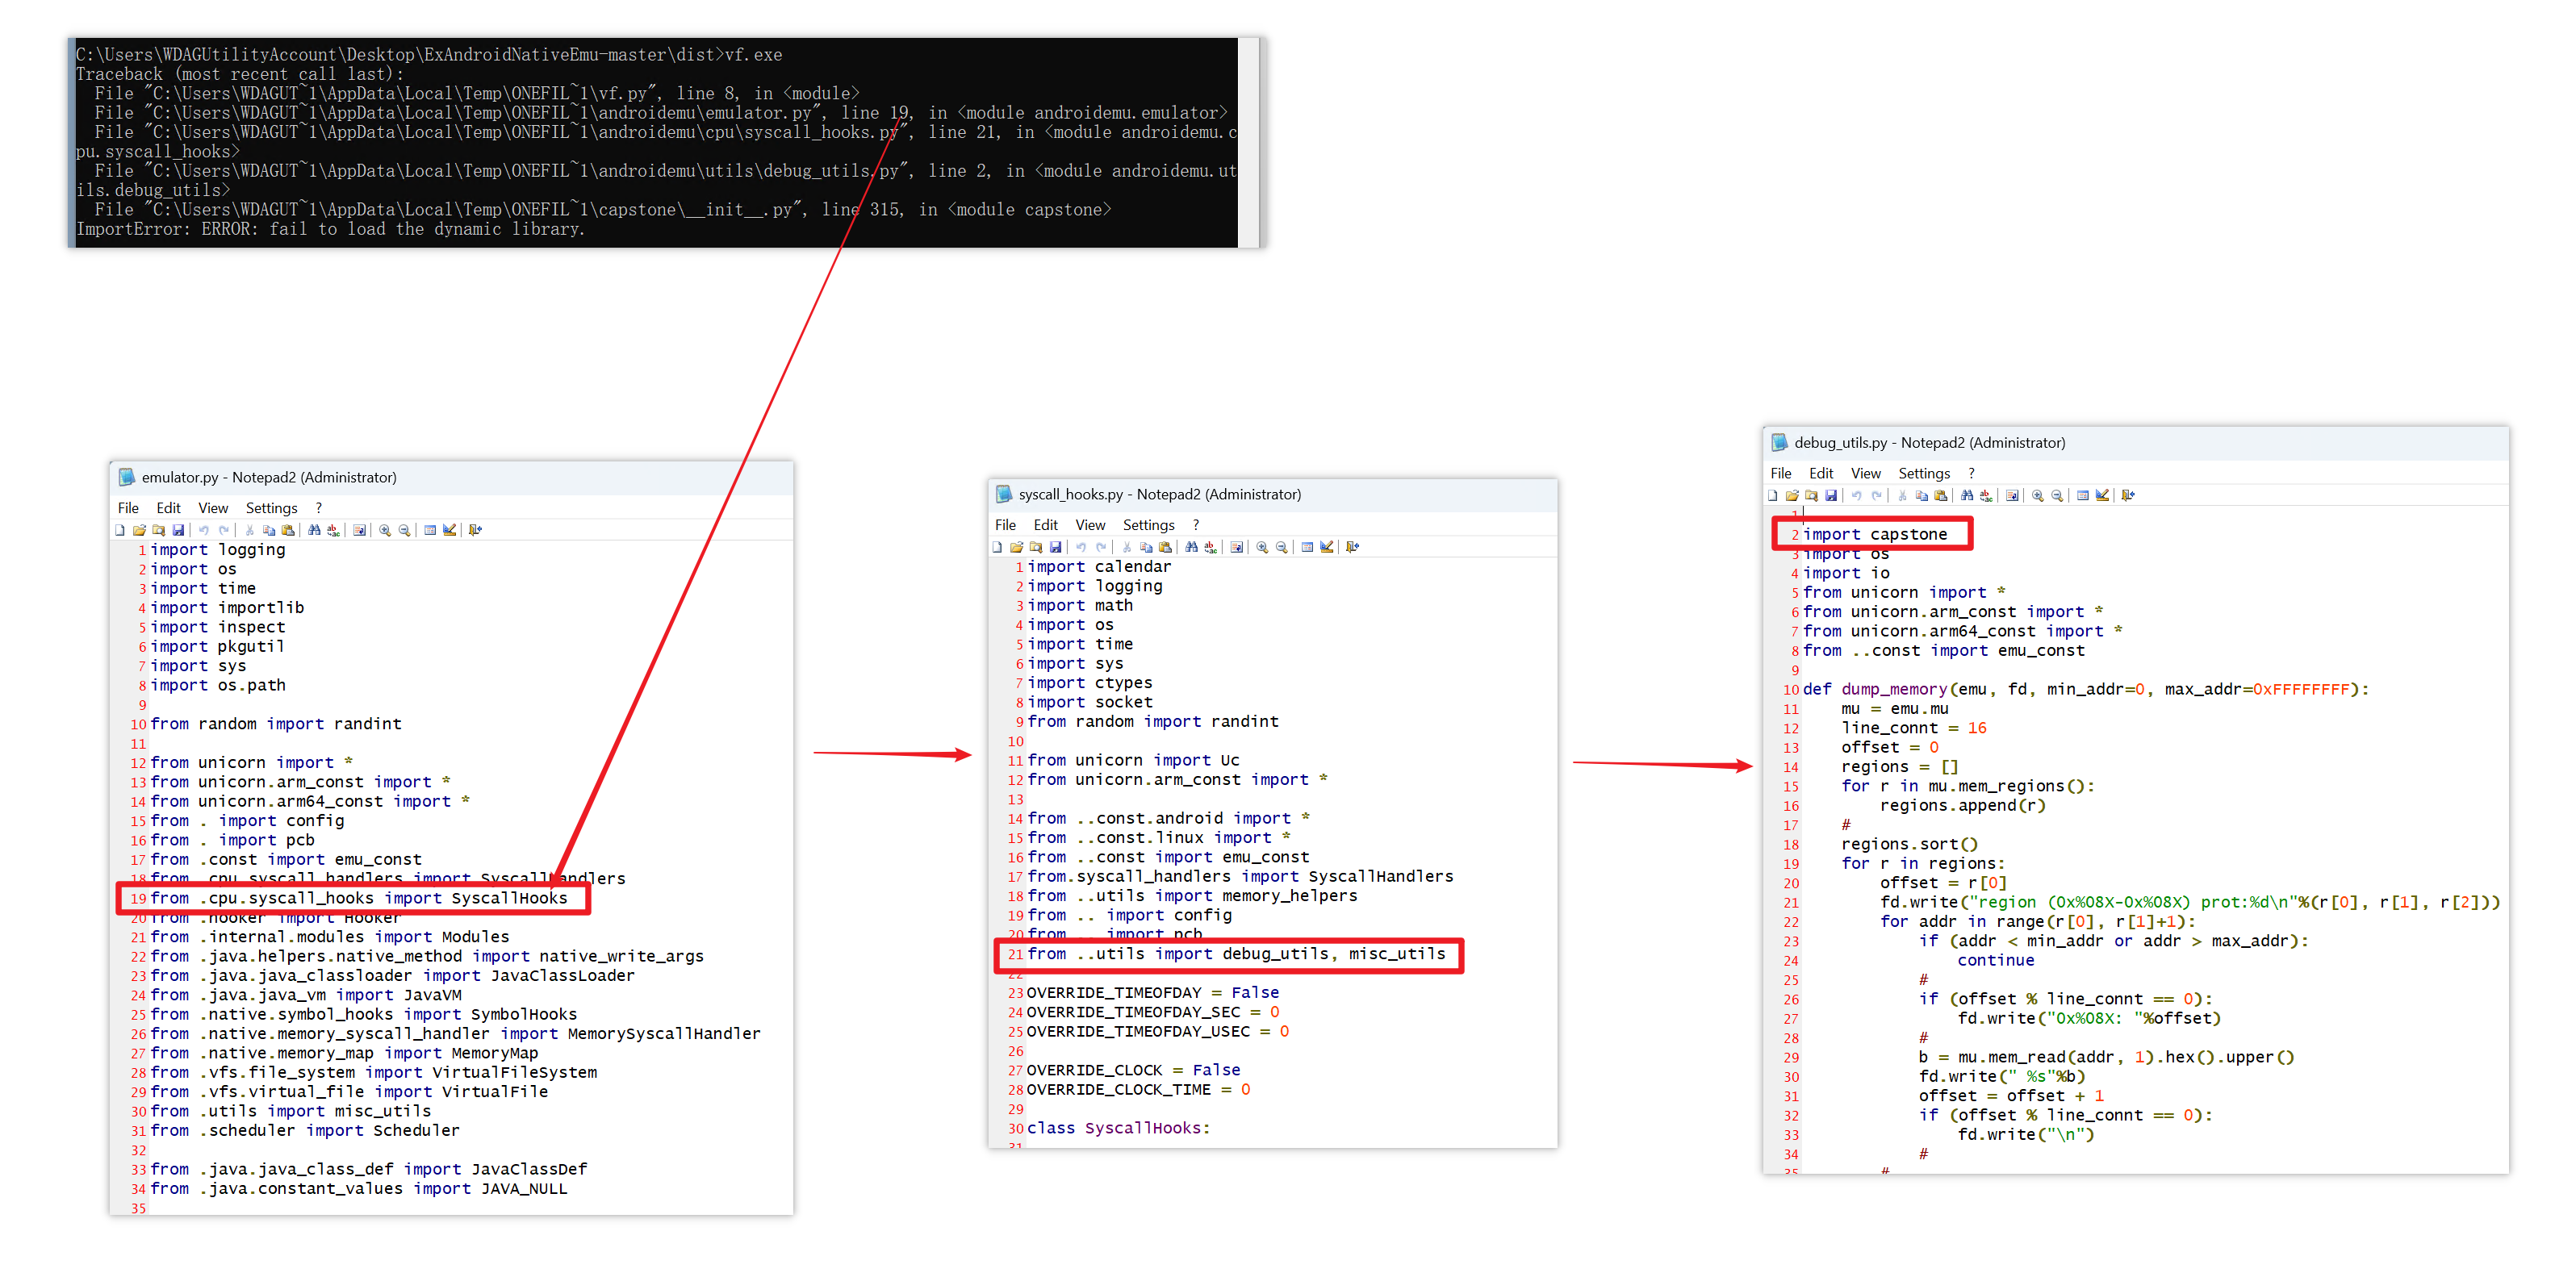 C:\Users\WDAGUtilityAccount\Desktop\ExAndroidNativeEmu-master\dist>vf.exe
Traceback (most recent call last):
  File "C:\Users\WDAGUT~1\AppData\Local\Temp\ONEFIL~1\vf.py", line 8, in <module>
  File "C:\Users\WDAGUT~1\AppData\Local\Temp\ONEFIL~1\androidemu\emulator.py", line 19, in <module androidemu.emulator>
  File "C:\Users\WDAGUT~1\AppData\Local\Temp\ONEFIL~1\androidemu\cpu\syscall_hooks.py", line 21, in <module androidemu.c
pu.syscall_hooks>
  File "C:\Users\WDAGUT~1\AppData\Local\Temp\ONEFIL~1\androidemu\utils\debug_utils.py", line 2, in <module androidemu.ut
ils.debug_utils>
  File "C:\Users\WDAGUT~1\AppData\Local\Temp\ONEFIL~1\capstone\__init__.py", line 315, in <module capstone>
ImportError: ERROR: fail to load the dynamic library.
emulator.py - Notepad2 (Administrator)
File Edit View Settings ?
1 import logging
2 import os
3 import time
4 import importlib
5 import inspect
6 import pkgutil
7 import sys
8 import os.path
9
10 from random import randint
11
12 from unicorn import *
13 from unicorn.arm_const import *
14 from unicorn.arm64_const import *
15 from . import config
16 from . import pcb
17 from .const import emu_const
18 from .cpu.syscall_handlers import SyscallHandlers
19 from .cpu.syscall_hooks import SyscallHooks
20 from .hooker import Hooker
21 from .internal.modules import Modules
22 from .java.helpers.native_method import native_write_args
23 from .java.java_classloader import JavaClassLoader
24 from .java.java_vm import JavaVM
25 from .native.symbol_hooks import SymbolHooks
26 from .native.memory_syscall_handler import MemorySyscallHandler
27 from .native.memory_map import MemoryMap
28 from .vfs.file_system import VirtualFileSystem
29 from .vfs.virtual_file import VirtualFile
30 from .utils import misc_utils
31 from .scheduler import Scheduler
32
33 from .java.java_class_def import JavaClassDef
34 from .java.constant_values import JAVA_NULL
35
syscall_hooks.py - Notepad2 (Administrator)
File Edit View Settings ?
1 import calendar
2 import logging
3 import math
4 import os
5 import time
6 import sys
7 import ctypes
8 import socket
9 from random import randint
10
11 from unicorn import Uc
12 from unicorn.arm_const import *
13
14 from ..const.android import *
15 from ..const.linux import *
16 from ..const import emu_const
17 from.syscall_handlers import SyscallHandlers
18 from ..utils import memory_helpers
19 from .. import config
20 from .. import pcb
21 from ..utils import debug_utils, misc_utils
22
23 OVERRIDE_TIMEOFDAY = False
24 OVERRIDE_TIMEOFDAY_SEC = 0
25 OVERRIDE_TIMEOFDAY_USEC = 0
26
27 OVERRIDE_CLOCK = False
28 OVERRIDE_CLOCK_TIME = 0
29
30 class SyscallHooks:
31
debug_utils.py - Notepad2 (Administrator)
File Edit View Settings ?
1
2 import capstone
3 import os
4 import io
5 from unicorn import *
6 from unicorn.arm_const import *
7 from unicorn.arm64_const import *
8 from ..const import emu_const
9
10 def dump_memory(emu, fd, min_addr=0, max_addr=0xFFFFFFFF):
11     mu = emu.mu
12     line_connt = 16
13     offset = 0
14     regions = []
15     for r in mu.mem_regions():
16         regions.append(r)
17     #
18     regions.sort()
19     for r in regions:
20         offset = r[0]
21         fd.write("region (0x%08X-0x%08X) prot:%d\n"%(r[0], r[1], r[2]))
22         for addr in range(r[0], r[1]+1):
23             if (addr < min_addr or addr > max_addr):
24                 continue
25             #
26             if (offset % line_connt == 0):
27                 fd.write("0x%08X: "%offset)
28             #
29             b = mu.mem_read(addr, 1).hex().upper()
30             fd.write(" %s"%b)
31             offset = offset + 1
32             if (offset % line_connt == 0):
33                 fd.write("\n")
34             #
35         #